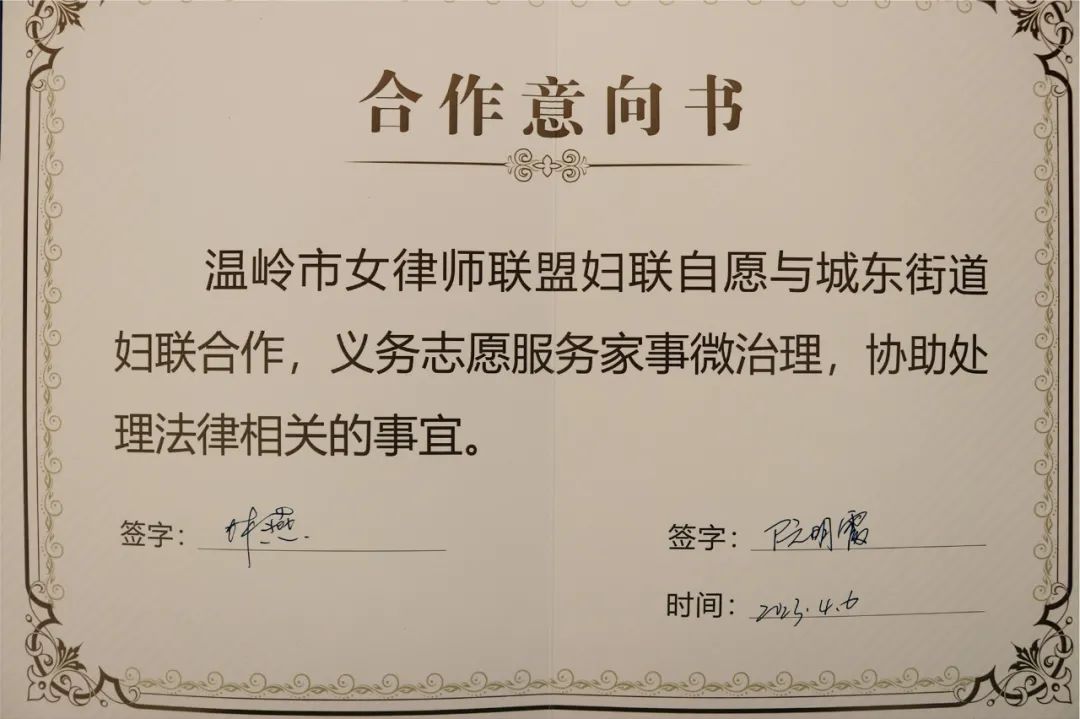 合作意向书
温岭市女律师联盟妇联自愿与城东街道
妇联合作，义务志愿服务家事微治理，协助处
理法律相关的事宜。
签字：
签字：阮明霞
时间：2023.4.6